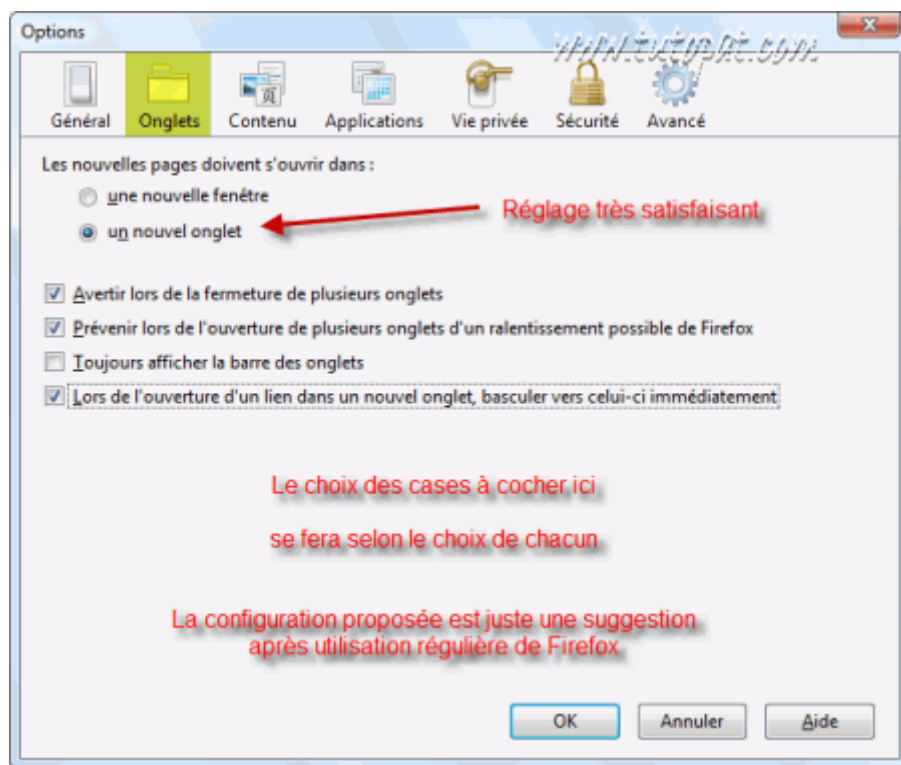 Options
www.tutopat.com
Général Onglets Contenu Applications Vie privée Sécurité Avancé
Les nouvelles pages doivent s'ouvrir dans :
une nouvelle fenêtre
un nouvel onglet
Réglage très satisfaisant
Avertir lors de la fermeture de plusieurs onglets
Prévenir lors de l'ouverture de plusieurs onglets d'un ralentissement possible de Firefox
Toujours afficher la barre des onglets
Lors de l'ouverture d'un lien dans un nouvel onglet, basculer vers celui-ci immédiatement
Le choix des cases à cocher ici
se fera selon le choix de chacun
La configuration proposée est juste une suggestion
après utilisation régulière de Firefox
OK Annuler Aide